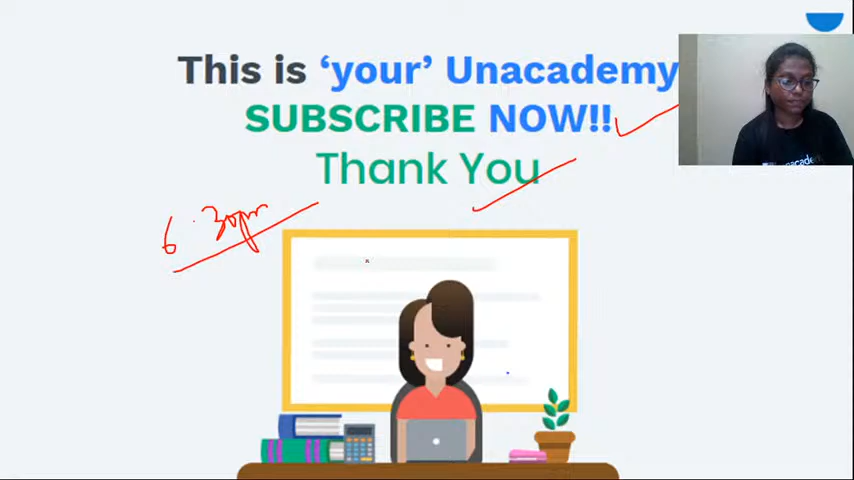 This is ‘your’ Unacademy
SUBSCRIBE NOW!!
Thank You
6.30pm